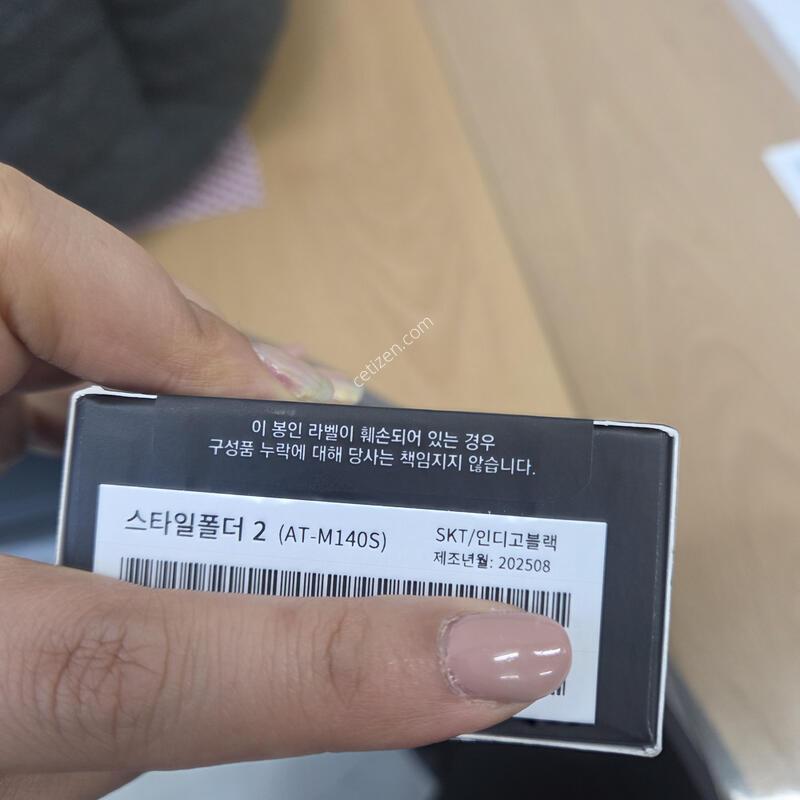 cetizen.com
이 봉인 라벨이 훼손되어 있는 경우
구성품 누락에 대해 당사는 책임지지 않습니다.
스타일폴더 2 (AT-M140S)
SKT/인디고블랙
제조년월: 202508